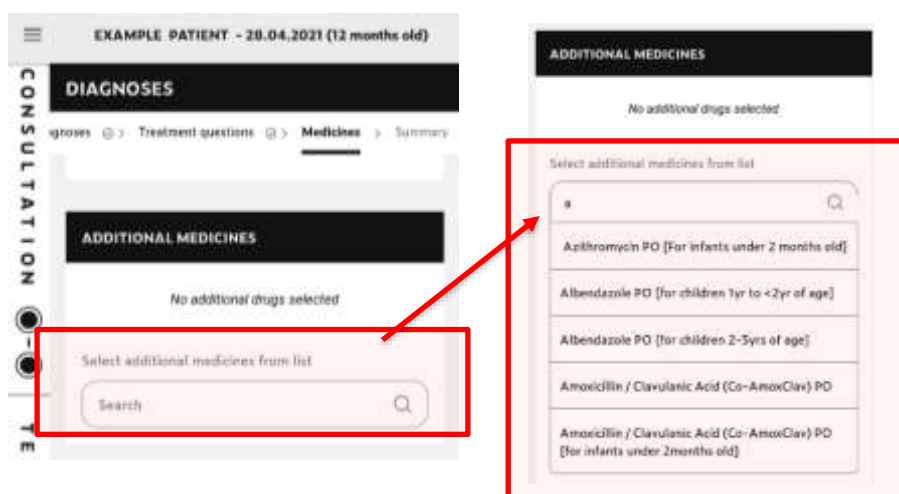 EXAMPLE PATIENT - 28.04.2021 (12 months old)
CONSULTATION
TE
DIAGNOSES
gnoses > Treatment questions > Medicines > Summary
ADDITIONAL MEDICINES
No additional drugs selected
Select additional medicines from list
Search
ADDITIONAL MEDICINES
No additional drugs selected
Select additional medicines from list
a
Azithromycin PO [For infants under 2 months old]
Albendazole PO [for children 1yr to <2yr of age]
Albendazole PO [for children 2-5yrs of age]
Amoxicillin / Clavulanic Acid (Co-AmoxClav) PO
Amoxicillin / Clavulanic Acid (Co-AmoxClav) PO
[for infants under 2months old]